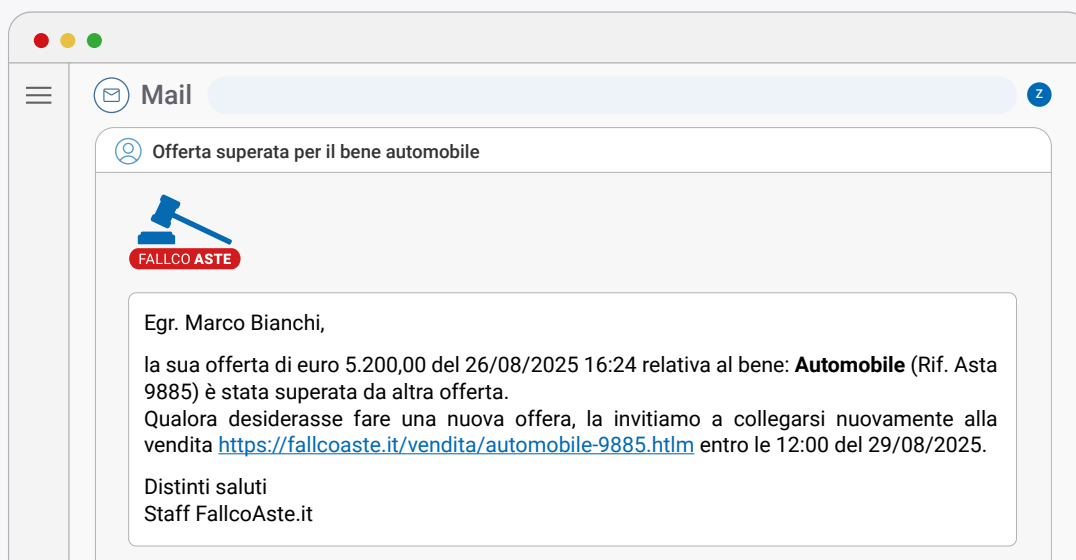 Mail
Z
Offerta superata per il bene automobile
FALLCO ASTE
Egr. Marco Bianchi,
la sua offerta di euro 5.200,00 del 26/08/2025 16:24 relativa al bene: Automobile (Rif. Asta
9885) è stata superata da altra offerta.
Qualora desiderasse fare una nuova offera, la invitiamo a collegarsi nuovamente alla
vendita https://fallcoaste.it/vendita/automobile-9885.htlm entro le 12:00 del 29/08/2025.
Distinti saluti
Staff FallcoAste.it